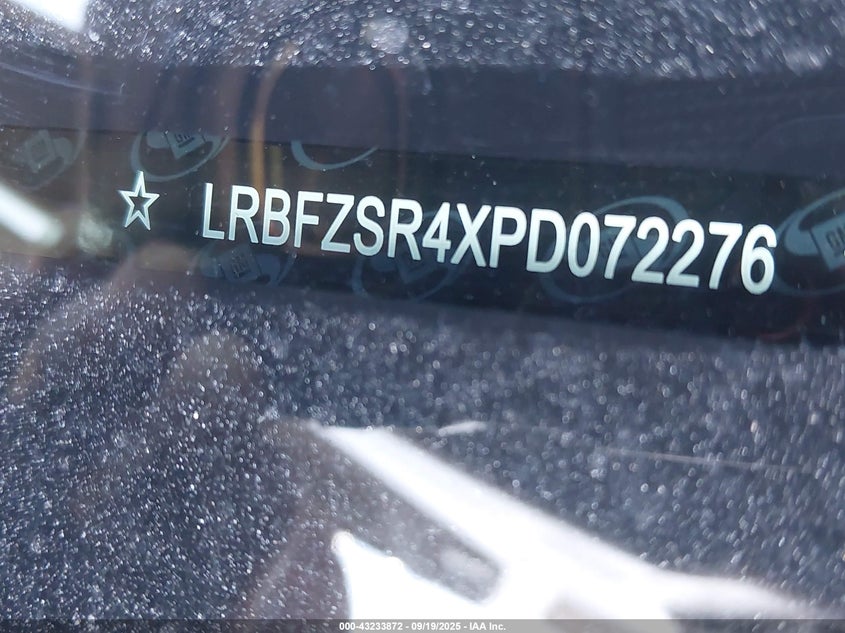 ☆ LRBFZSR4XPD072276
000-43233872 - 09/19/2025 - IAA Inc.